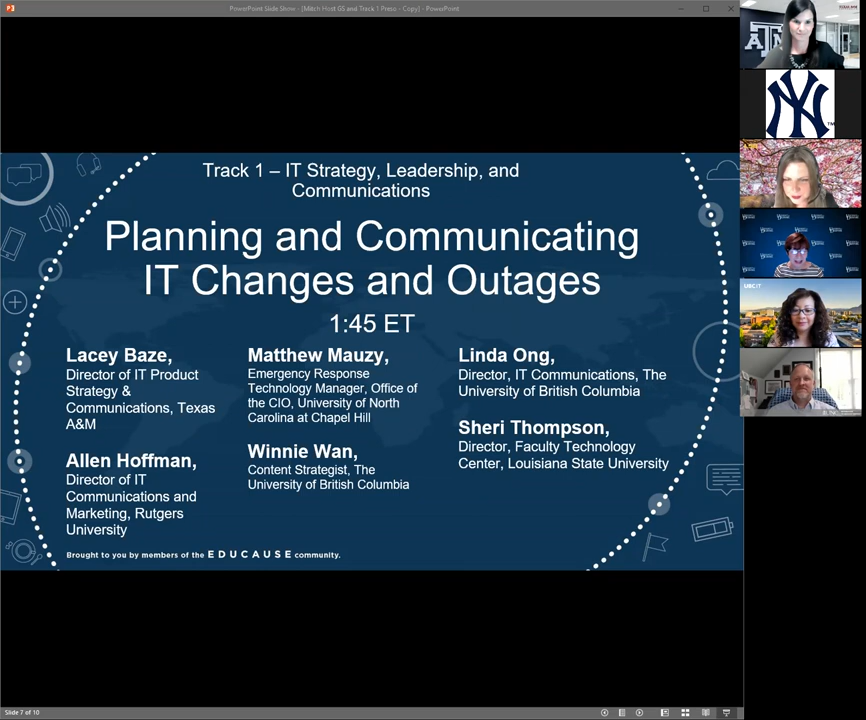 PowerPoint Slide Show - [Mitch Host GS and Track 1 Press - Copy] - PowerPoint
Track 1 – IT Strategy, Leadership, and
Communications
Planning and Communicating
IT Changes and Outages
1:45 ET
Lacey Baze,
Director of IT Product
Strategy &
Communications, Texas
A&M
Allen Hoffman,
Director of IT
Communications and
Marketing, Rutgers
University
Matthew Mauzy,
Emergency Response
Technology Manager, Office of
the CIO, University of North
Carolina at Chapel Hill
Winnie Wan,
Content Strategist, The
University of British Columbia
Linda Ong,
Director, IT Communications, The
University of British Columbia
Sheri Thompson,
Director, Faculty Technology
Center, Louisiana State University
Brought to you by members of the EDUCAUSE community.
Slide 7 of 10
ATM
NY
TM
UBC IT